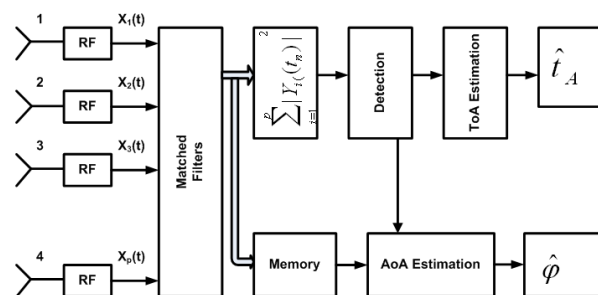 1 RF X₁(t)
2 RF X₂(t)
3 RF X₃(t)
4 RF Xₚ(t)
Matched Filters
∑ᵢ₌₁ᵖ |Yᵢ₍(tₙ)|²
Detection
ToA Estimation
t̂_A
Memory
AoA Estimation
φ̂